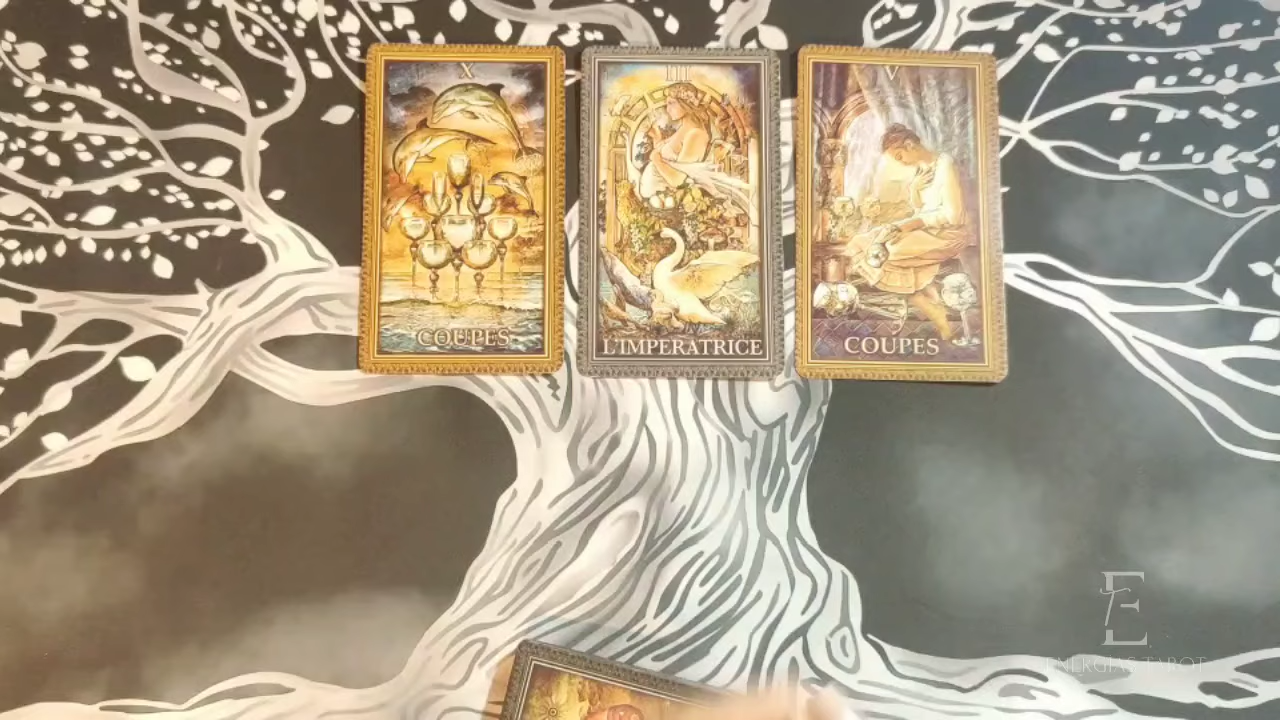 X
III
V
COUPES
L'IMPERATRICE
COUPES
E
ENERGIAS TAROT